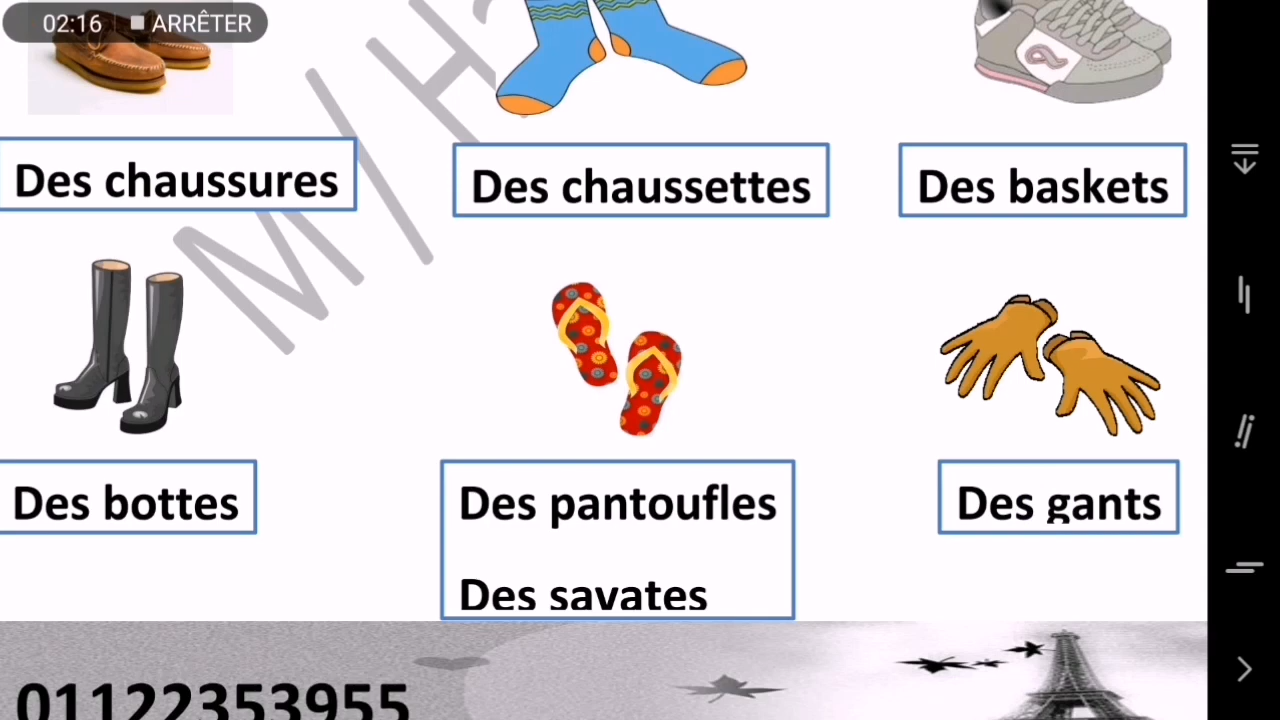 02:16 ARRÊTER
M/H
Des chaussures
Des chaussettes
Des baskets
Des bottes
Des pantoufles
Des savates
Des gants
01122353955